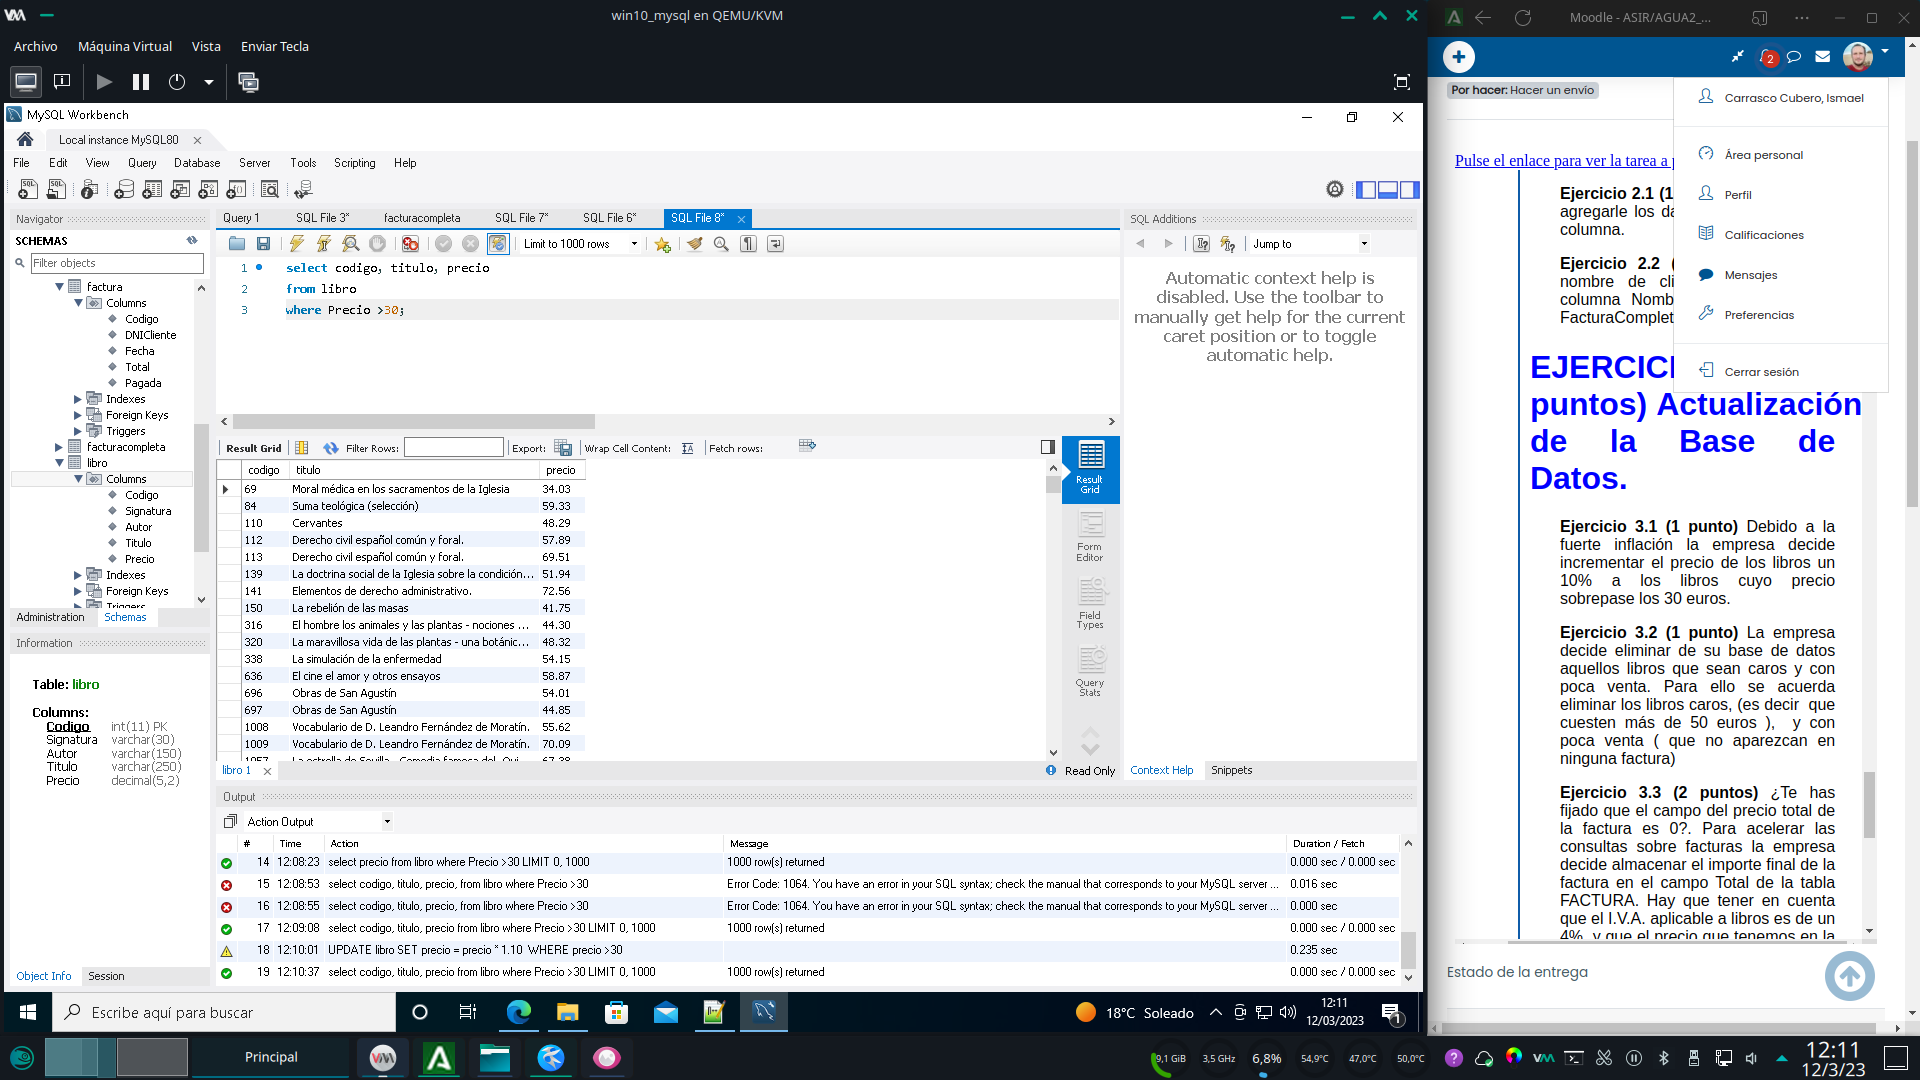 win10_mysql en QEMU/KVM
Archivo Máquina Virtual Vista Enviar Tecla
MySQL Workbench
Local instance MySQL80
File Edit View Query Database Server Tools Scripting Help
Navigator
SCHEMAS
Filter objects
factura
Columns
Codigo
DNICliente
Fecha
Total
Pagada
Indexes
Foreign Keys
Triggers
facturacompleta
libro
Columns
Codigo
Signatura
Autor
Titulo
Precio
Indexes
Foreign Keys
Triggers
Administration Schemas
Information
Table: libro
Columns:
Codigo int(11) PK
Signatura varchar(30)
Autor varchar(150)
Titulo varchar(250)
Precio decimal(5,2)
Object Info Session
Query 1 SQL File 3* facturacompleta SQL File 7* SQL File 6* SQL File 8*
Limit to 1000 rows
1 select codigo, titulo, precio
2 from libro
3 where Precio >30;
Result Grid Filter Rows: Export: Wrap Cell Content: Fetch rows:
codigo titulo precio
69 Moral médica en los sacramentos de la Iglesia 34.03
84 Suma teológica (selección) 59.33
110 Cervantes 48.29
112 Derecho civil español común y foral. 57.89
113 Derecho civil español común y foral. 69.51
139 La doctrina social de la Iglesia sobre la condición... 51.94
141 Elementos de derecho administrativo. 72.56
150 La rebelión de las masas 41.75
316 El hombre los animales y las plantas - nociones ... 44.30
320 La maravillosa vida de las plantas - una botánic... 48.32
338 La simulación de la enfermedad 54.15
636 El cine el amor y otros ensayos 58.87
696 Obras de San Agustín 54.01
697 Obras de San Agustín 44.85
1008 Vocabulario de D. Leandro Fernández de Moratín. 55.62
1009 Vocabulario de D. Leandro Fernández de Moratín. 70.09
Result Grid
Form Editor
Field Types
Query Stats
libro 1
Read Only
SQL Additions
Jump to
Automatic context help is
disabled. Use the toolbar to
manually get help for the current
caret position or to toggle
automatic help.
Context Help Snippets
Output
Action Output
# Time Action Message Duration / Fetch
14 12:08:23 select precio from libro where Precio >30 LIMIT 0, 1000 1000 row(s) returned 0.000 sec / 0.000 sec
15 12:08:53 select codigo, titulo, precio, from libro where Precio >30 Error Code: 1064. You have an error in your SQL syntax; check the manual that corresponds to your MySQL server ... 0.016 sec
16 12:08:55 select codigo, titulo, precio, from libro where Precio >30 Error Code: 1064. You have an error in your SQL syntax; check the manual that corresponds to your MySQL server ... 0.000 sec
17 12:09:08 select codigo, titulo, precio from libro where Precio >30 LIMIT 0, 1000 1000 row(s) returned 0.000 sec / 0.000 sec
18 12:10:01 UPDATE libro SET precio = precio * 1.10 WHERE precio >30 0.235 sec
19 12:10:37 select codigo, titulo, precio from libro where Precio >30 LIMIT 0, 1000 1000 row(s) returned 0.000 sec / 0.000 sec
Escribe aquí para buscar
18°C Soleado
12:11
12/03/2023
1
Moodle - ASIR/AGUA2_...
2
Por hacer: Hacer un envío
Carrasco Cubero, Ismael
Área personal
Perfil
Calificaciones
Mensajes
Preferencias
Cerrar sesión
Pulse el enlace para ver la tarea a
Ejercicio 2.1 (1
agregarle los
columna.
Ejercicio 2.2 (
nombre de
columna
FacturaComplet
puntos) Actualización
de la Base de
Datos.
Ejercicio 3.1 (1 punto) Debido a la
fuerte inflación la empresa decide
incrementar el precio de los libros un
10% a los libros cuyo precio
sobrepase los 30 euros.
Ejercicio 3.2 (1 punto) La empresa
decide eliminar de su base de datos
aquellos libros que sean caros y con
poca venta. Para ello se acuerda
eliminar los libros caros, (es decir que
cuesten más de 50 euros ), y con
poca venta ( que no aparezcan en
ninguna factura)
Ejercicio 3.3 (2 puntos) ¿Te has
fijado que el campo del precio total de
la factura es 0?. Para acelerar las
consultas sobre facturas la empresa
decide almacenar el importe final de la
factura en el campo Total de la tabla
FACTURA. Hay que tener en cuenta
que el I.V.A. aplicable a libros es de un
4%, y que el precio que tenemos en la
Estado de la entrega
Principal
9,1 GiB 3,5 GHz 6,8% 54,9°C 47,0°C 50,0°C
12:11
12/3/23